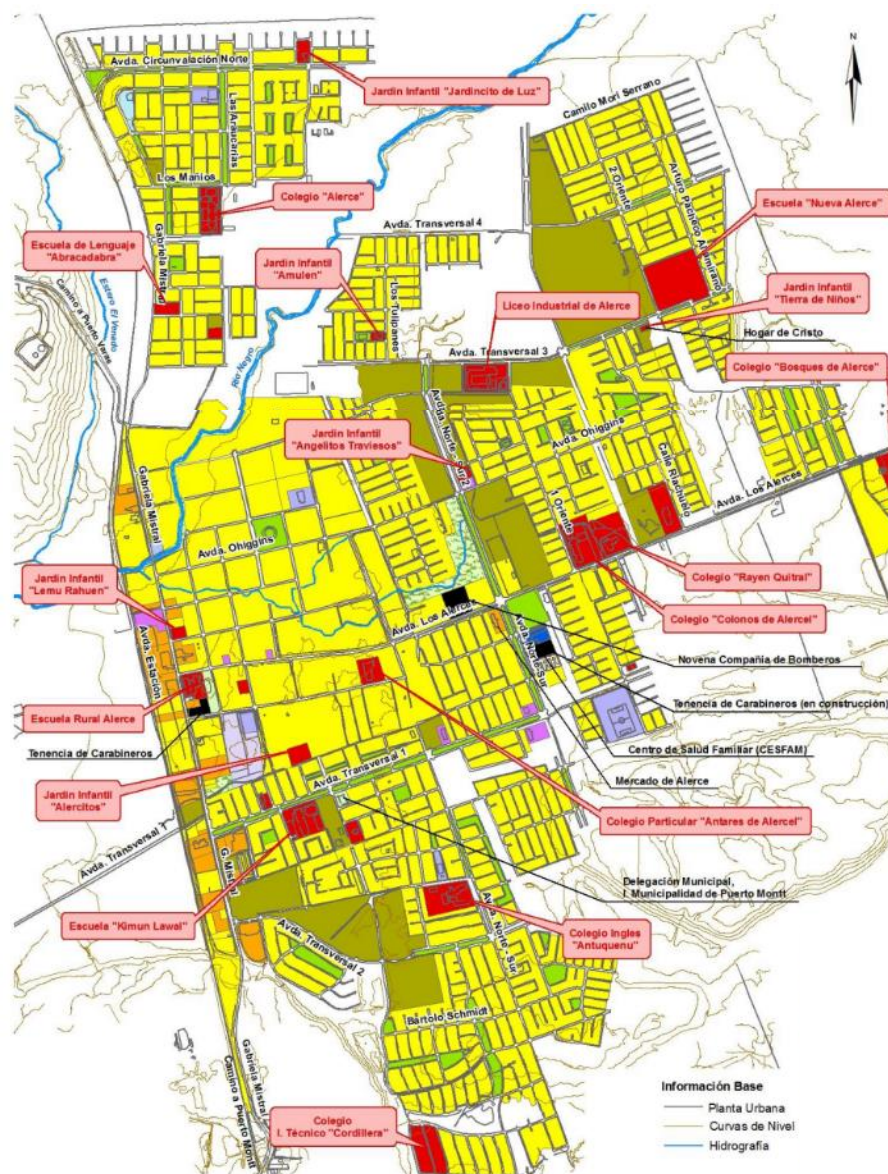 N
Avda. Circunvalación Norte
Jardin Infantil "Jardincito de Luz"
Las Araucarias
Camilo Mori Serrano
Los Mañios
2 Oriente
Arturo Pacheco Altamirano
Colegio "Alerce"
Escuela
"Nueva Alerce"
Avda. Transversal 4
Escuela de Lenguaje
"Abracadabra"
Gabriela Mistral
Jardin Infantil
"Amulen"
Los Tulipanes
Jardin Infantil
"Tierra de Niños"
Camino a Puerto Varas
Estero El Venado
Liceo Industrial de Alerce
Hogar de Cristo
Rio Negro
Avda. Transversal 3
Colegio "Bosques de Alerce"
Jardin Infantil
"Angelitos Traviesos"
Avda. Norte - Sur 2
Avda. Ohiggins
Calle Riachuelo
Gabriela Mistral
1 Oriente
Avda. Los Alerces
Avda. Ohiggins
Jardin Infantil
"Lemu Rahuen"
Colegio "Rayen Quitral"
Avda. Los Alerces
Colegio "Colonos de Alercel"
Avda. Estación
Avda. Norte-Sur
Novena Compañia de Bomberos
Escuela Rural Alerce
Tenencia de Carabineros (en construcción)
Tenencia de Carabineros
Centro de Salud Familiar (CESFAM)
Mercado de Alerce
Jardin Infantil
"Alercitos"
Avda. Transversal 1
Colegio Particular "Antares de Alercel"
Avda. Transversal 1
G. Mistral
Delegación Municipal,
I. Municipalidad de Puerto Montt
Escuela "Kimun Lawal"
Colegio Ingles
"Antuquenu"
Avda. Transversal 2
Avda. Norte - Sur
Bartolo Schmidt
Gabriela Mistral
Camino a Puerto Montt
Información Base
Planta Urbana
Curvas de Nivel
Hidrografía
Colegio
I. Técnico "Cordillera"